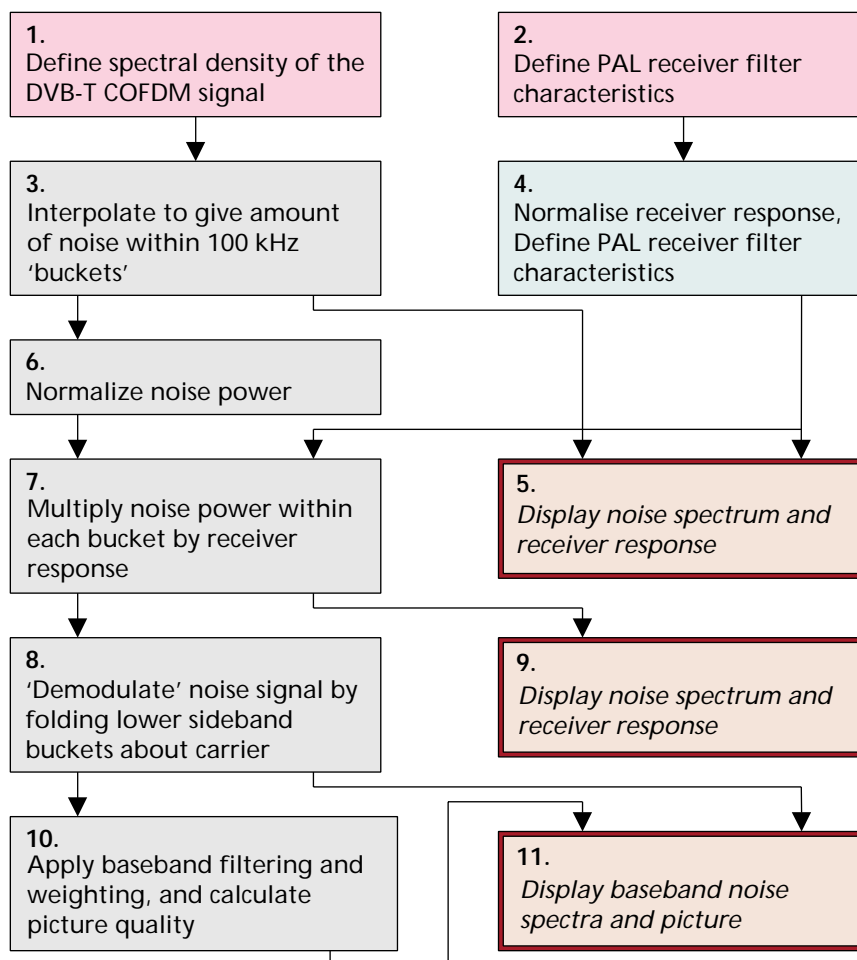 1.
Define spectral density of the
DVB-T COFDM signal
2.
Define PAL receiver filter
characteristics
3.
Interpolate to give amount
of noise within 100 kHz
‘buckets’
4.
Normalise receiver response,
Define PAL receiver filter
characteristics
6.
Normalize noise power
7.
Multiply noise power within
each bucket by receiver
response
5.
Display noise spectrum and
receiver response
8.
‘Demodulate’ noise signal by
folding lower sideband
buckets about carrier
9.
Display noise spectrum and
receiver response
10.
Apply baseband filtering and
weighting, and calculate
picture quality
11.
Display baseband noise
spectra and picture